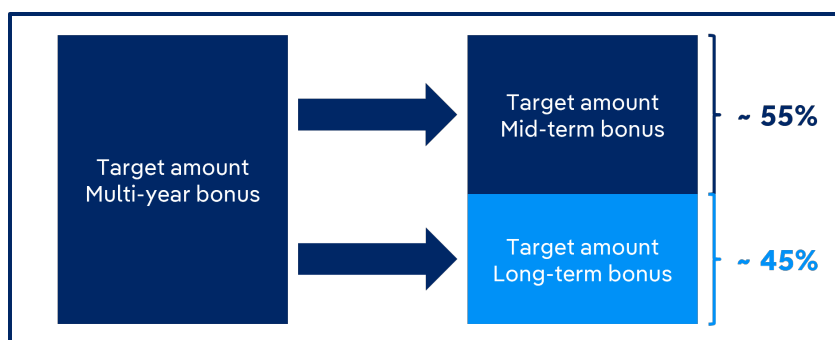 Target amount
Multi-year bonus
Target amount
Mid-term bonus
~ 55%
Target amount
Long-term bonus
~ 45%